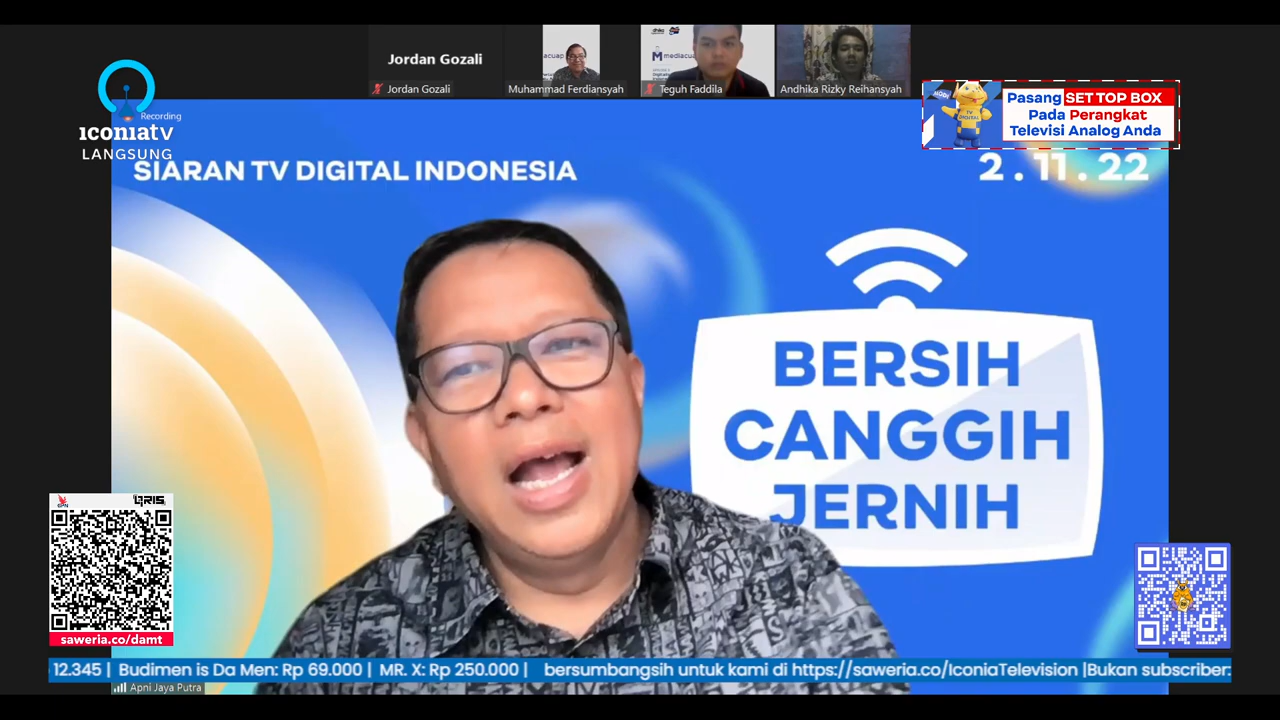 Jordan Gozali
Jordan Gozali
Muhammad Ferdiansyah
Teguh Faddila
Andhika Rizky Reihansyah
Recording
iconiatv
LANGSUNG
Pasang SET TOP BOX
Pada Perangkat
Televisi Analog Anda
TV
DIGITAL
SIARAN TV DIGITAL INDONESIA
2 . 11 . 22
BERSIH
CANGGIH
JERNIH
QRIS
saweria.co/damt
12.345 | Budimen is Da Men: Rp 69.000 | MR. X: Rp 250.000 | bersumbangsih untuk kami di https://saweria.co/IconiaTelevision |Bukan subscriber:
Apni Jaya Putra